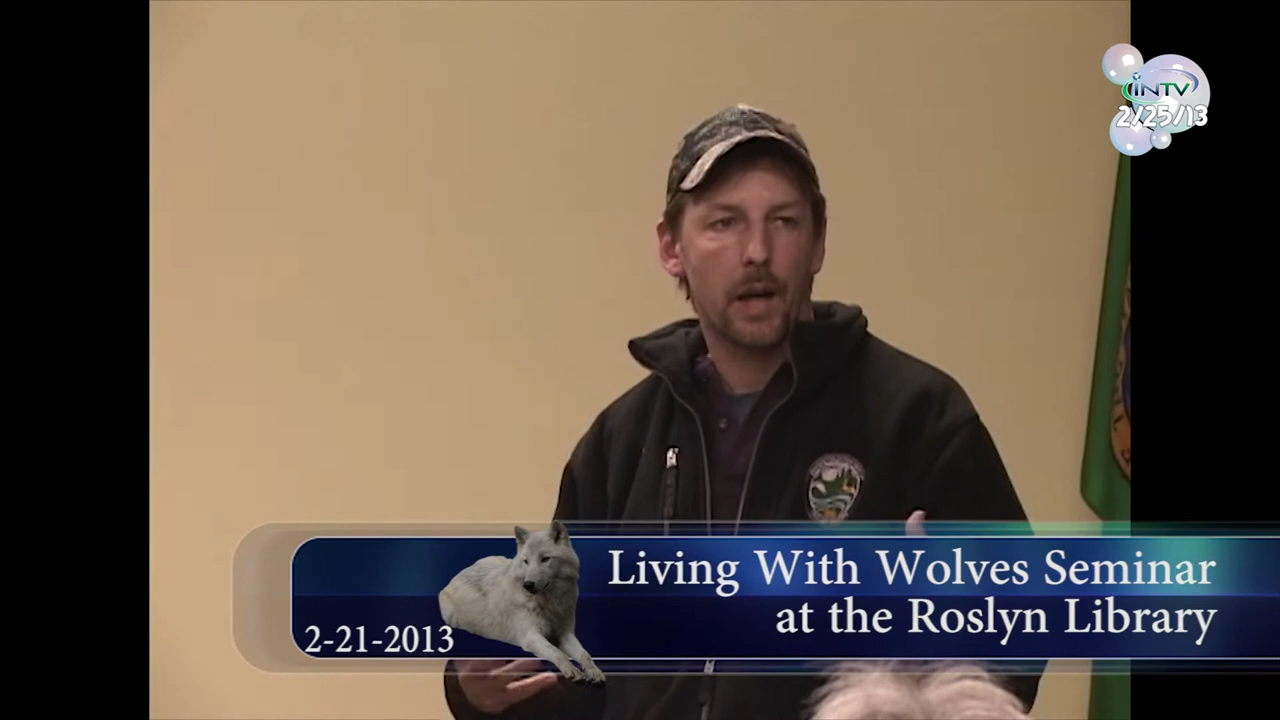 iNTV
2/25/13
Living With Wolves Seminar
at the Roslyn Library
2-21-2013